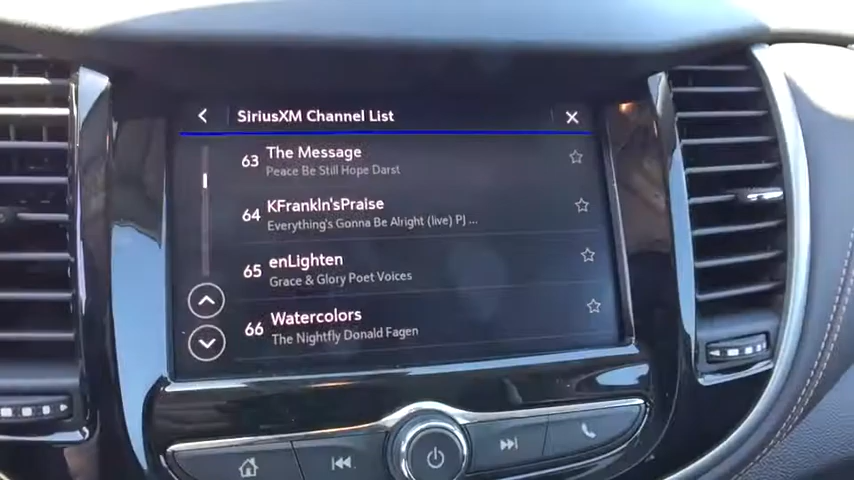 SiriusXM Channel List
63 The Message
Peace Be Still Hope Darst
64 KFranklin'sPraise
Everything's Gonna Be Alright (live) PJ ...
65 enLighten
Grace & Glory Poet Voices
66 Watercolors
The Nightfly Donald Fagen